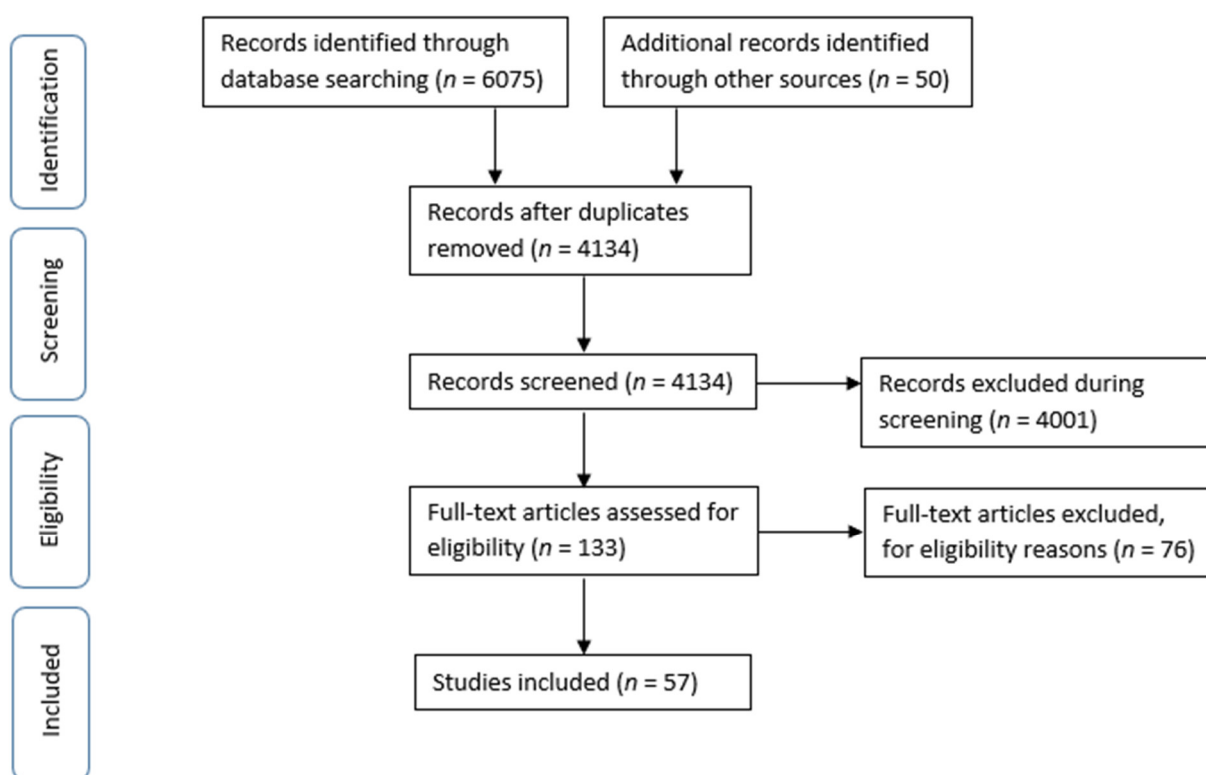 Identification
Records identified through
database searching (n = 6075)
Additional records identified
through other sources (n = 50)
Records after duplicates
removed (n = 4134)
Screening
Records screened (n = 4134)
Records excluded during
screening (n = 4001)
Eligibility
Full-text articles assessed for
eligibility (n = 133)
Full-text articles excluded,
for eligibility reasons (n = 76)
Included
Studies included (n = 57)